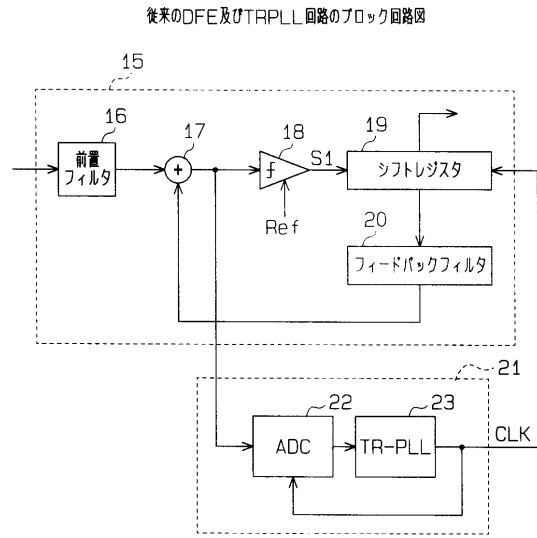 従来のDFE及びTRPLL回路のブロック回路図
15
16
17
18
19
前置
フィルタ
+
S1
シフトレジスタ
Ref
20
フィードバックフィルタ
21
22
23
ADC
TR-PLL
CLK